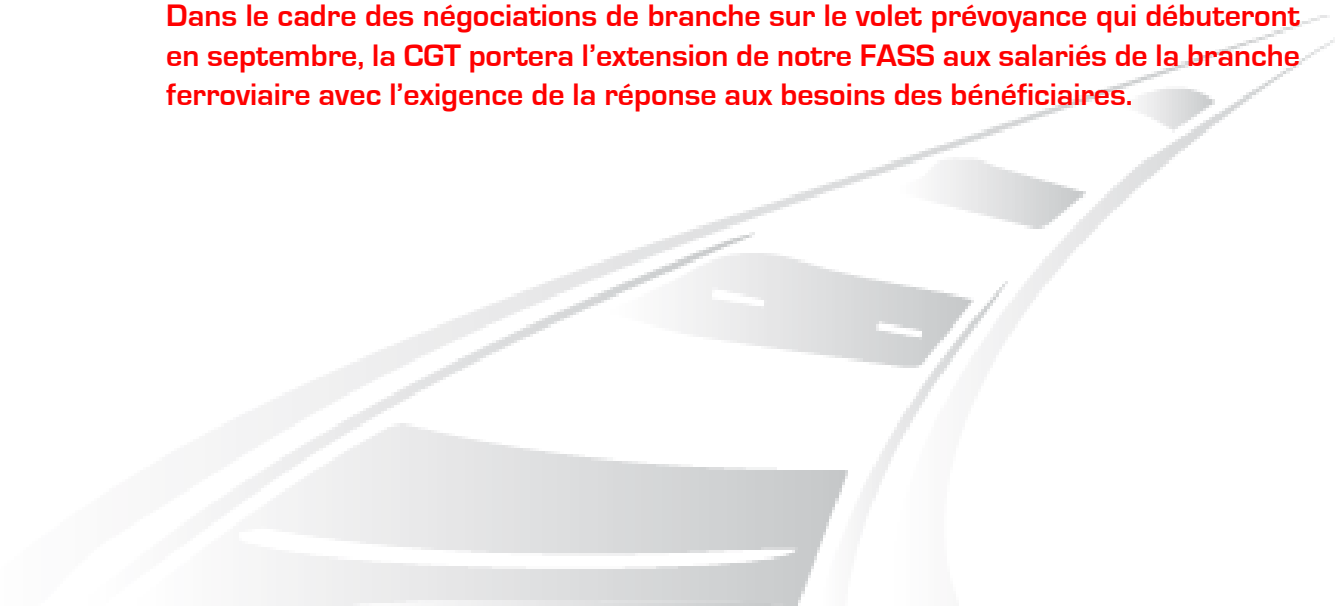 Dans le cadre des négociations de branche sur le volet prévoyance qui débuteront
en septembre, la CGT portera l’extension de notre FASS aux salariés de la branche
ferroviaire avec l’exigence de la réponse aux besoins des bénéficiaires.